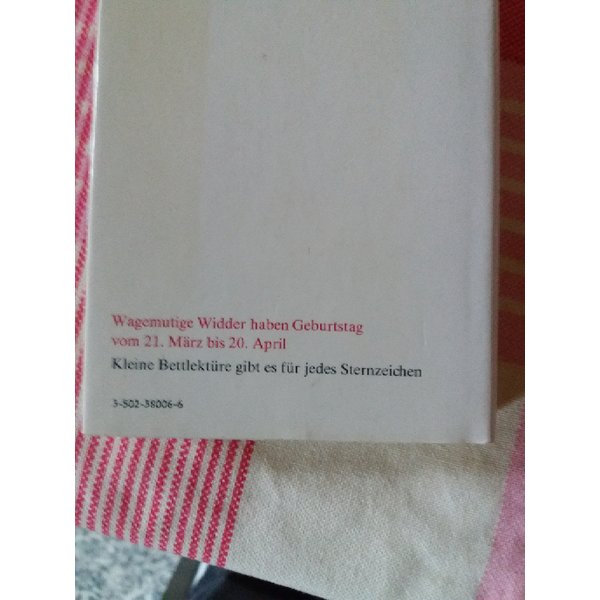 Wagemutige Widder haben Geburtstag
vom 21. März bis 20. April
Kleine Bettlektüre gibt es für jedes Sternzeichen
3-502-38006-6